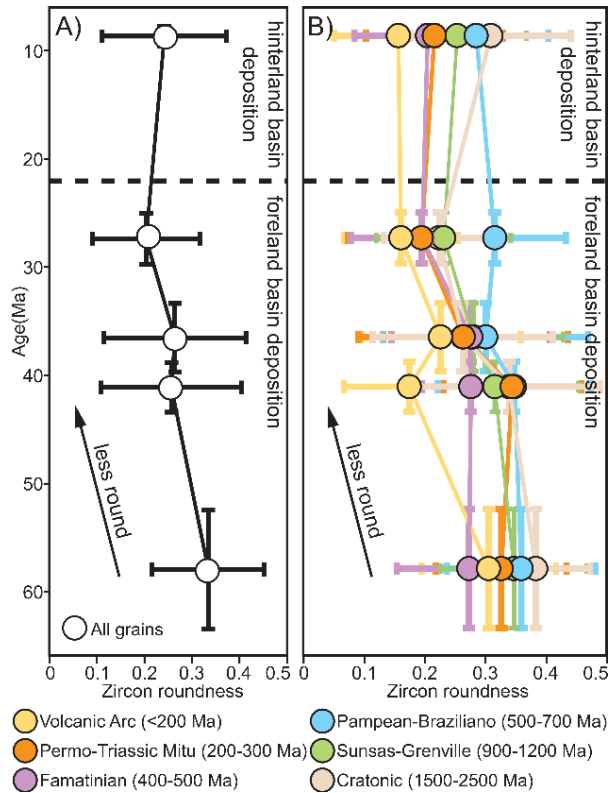 A)
B)
10
20
30
40
50
60
Age(Ma)
hinterland basin
deposition
foreland basin deposition
less round
All grains
0
0.1
0.2
0.3
0.4
0.5
Zircon roundness
hinterland basin
deposition
foreland basin deposition
less round
0
0.1
0.2
0.3
0.4
0.5
Zircon roundness
Volcanic Arc (<200 Ma)
Pampean-Braziliano (500-700 Ma)
Permo-Triassic Mitu (200-300 Ma)
Sunsas-Grenville (900-1200 Ma)
Famatinian (400-500 Ma)
Cratonic (1500-2500 Ma)